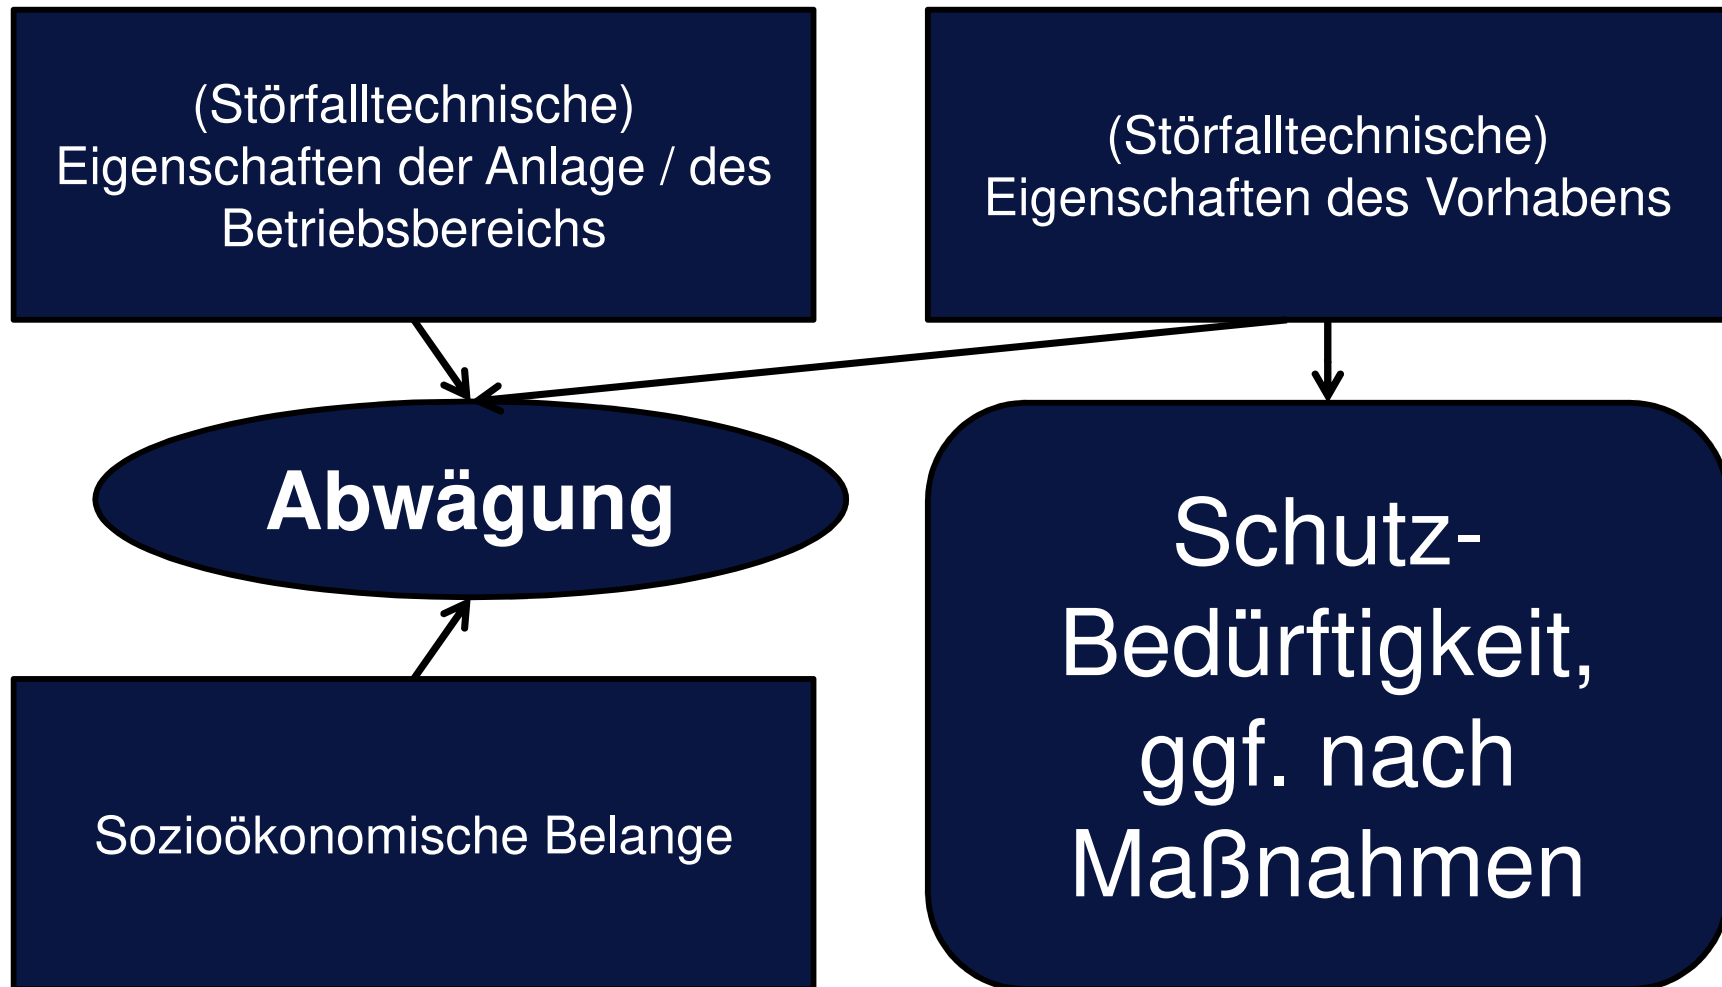 (Störfalltechnische)
Eigenschaften der Anlage / des
Betriebsbereichs
(Störfalltechnische)
Eigenschaften des Vorhabens
Abwägung
Schutz-
Bedürftigkeit,
ggf. nach
Maßnahmen
Sozioökonomische Belange